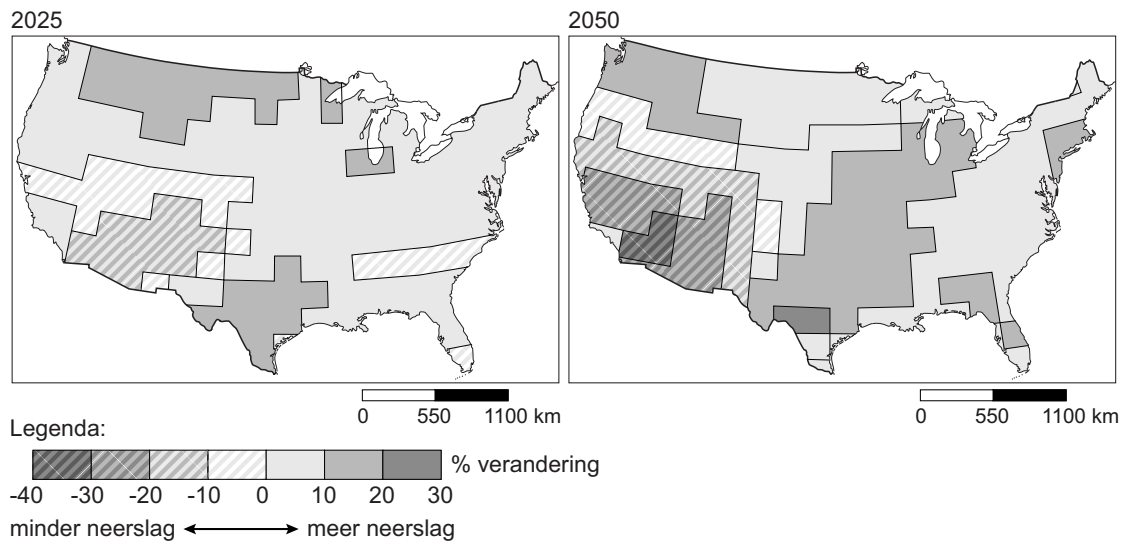 2025
2050
0 550 1100 km
0 550 1100 km
Legenda:
% verandering
-40 -30 -20 -10 0 10 20 30
minder neerslag meer neerslag